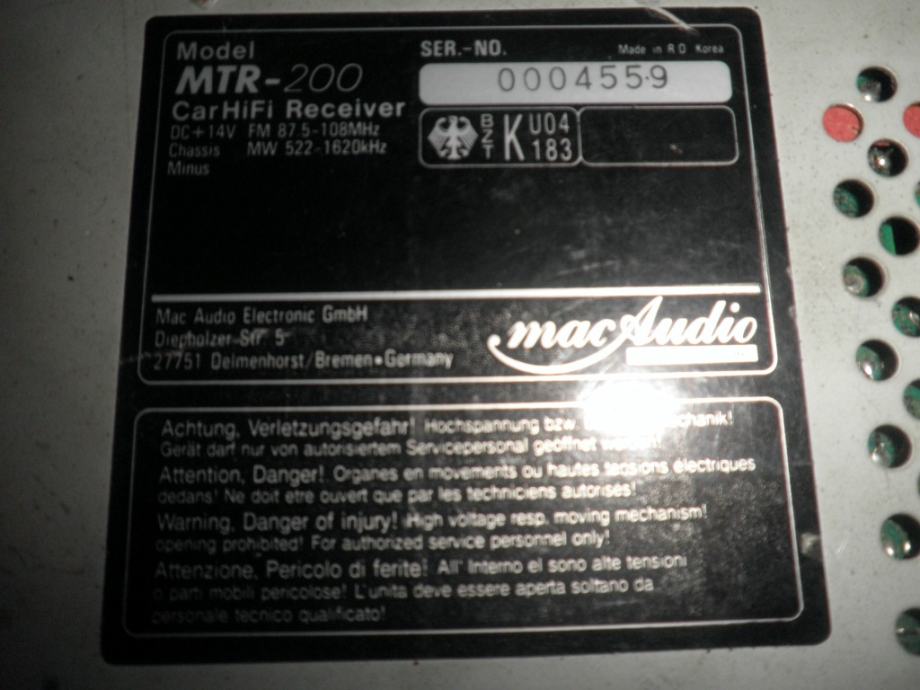 Model
MTR-200
CarHiFi Receiver
DC+14V FM 87.5-108MHz
Chassis MW 522-1620kHz
Minus
SER.-NO. Made in R O Korea
0004559
BZT K U04 183
Mac Audio Electronic GmbH
Diepholzer Str. 5
27751 Delmenhorst/Bremen•Germany
mac Audio
Achtung, Verletzungsgefahr! Hochspannung bzw.
Gerät darf nur von autorisiertem Servicepersonal geöffnet
Attention, Danger! Organes en movements ou hautes tensions électriques
dedans! Ne doit etre ouvert que par les techniciens autorises!
Warning, Danger of injury! High voltage resp. moving mechanism!
opening prohibited! For authorized service personnel only!
Attenzione, Pericolo di ferite! All' Interno el sono alte tensioni
o parti mobili pericolose! L'unita deve essere aperta soltano da
personale tecnico qualificato!